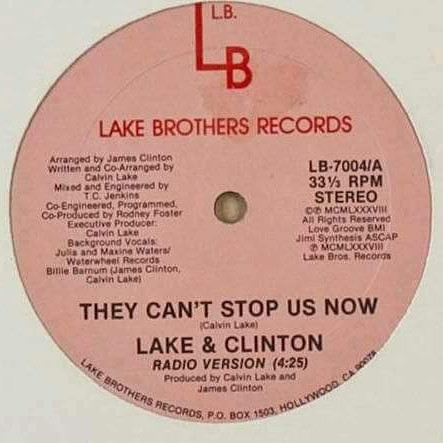 L.B.
LB
LAKE BROTHERS RECORDS
Arranged by James Clinton
Written and Co-Arranged by
Calvin Lake
Mixed and Engineered by
T.C. Jenkins
Co-Engineered, Programmed,
Co-Produced by Rodney Foster
Executive Producer:
Calvin Lake
Background Vocals:
Julia and Maxine Waters/
Waterwheel Records
Billie Barnum (James Clinton,
Calvin Lake)
LB-7004/A
33⅓ RPM
STEREO
©℗ MCMLXXXVIII
All Rights Reserved
Love Groove BMI
Jimi Synthesis ASCAP
℗ MCMLXXXVIII
Lake Bros. Records
THEY CAN'T STOP US NOW
(Calvin Lake)
LAKE & CLINTON
RADIO VERSION (4:25)
Produced by Calvin Lake and
James Clinton
LAKE BROTHERS RECORDS, P.O. BOX 1503, HOLLYWOOD, CA 90078